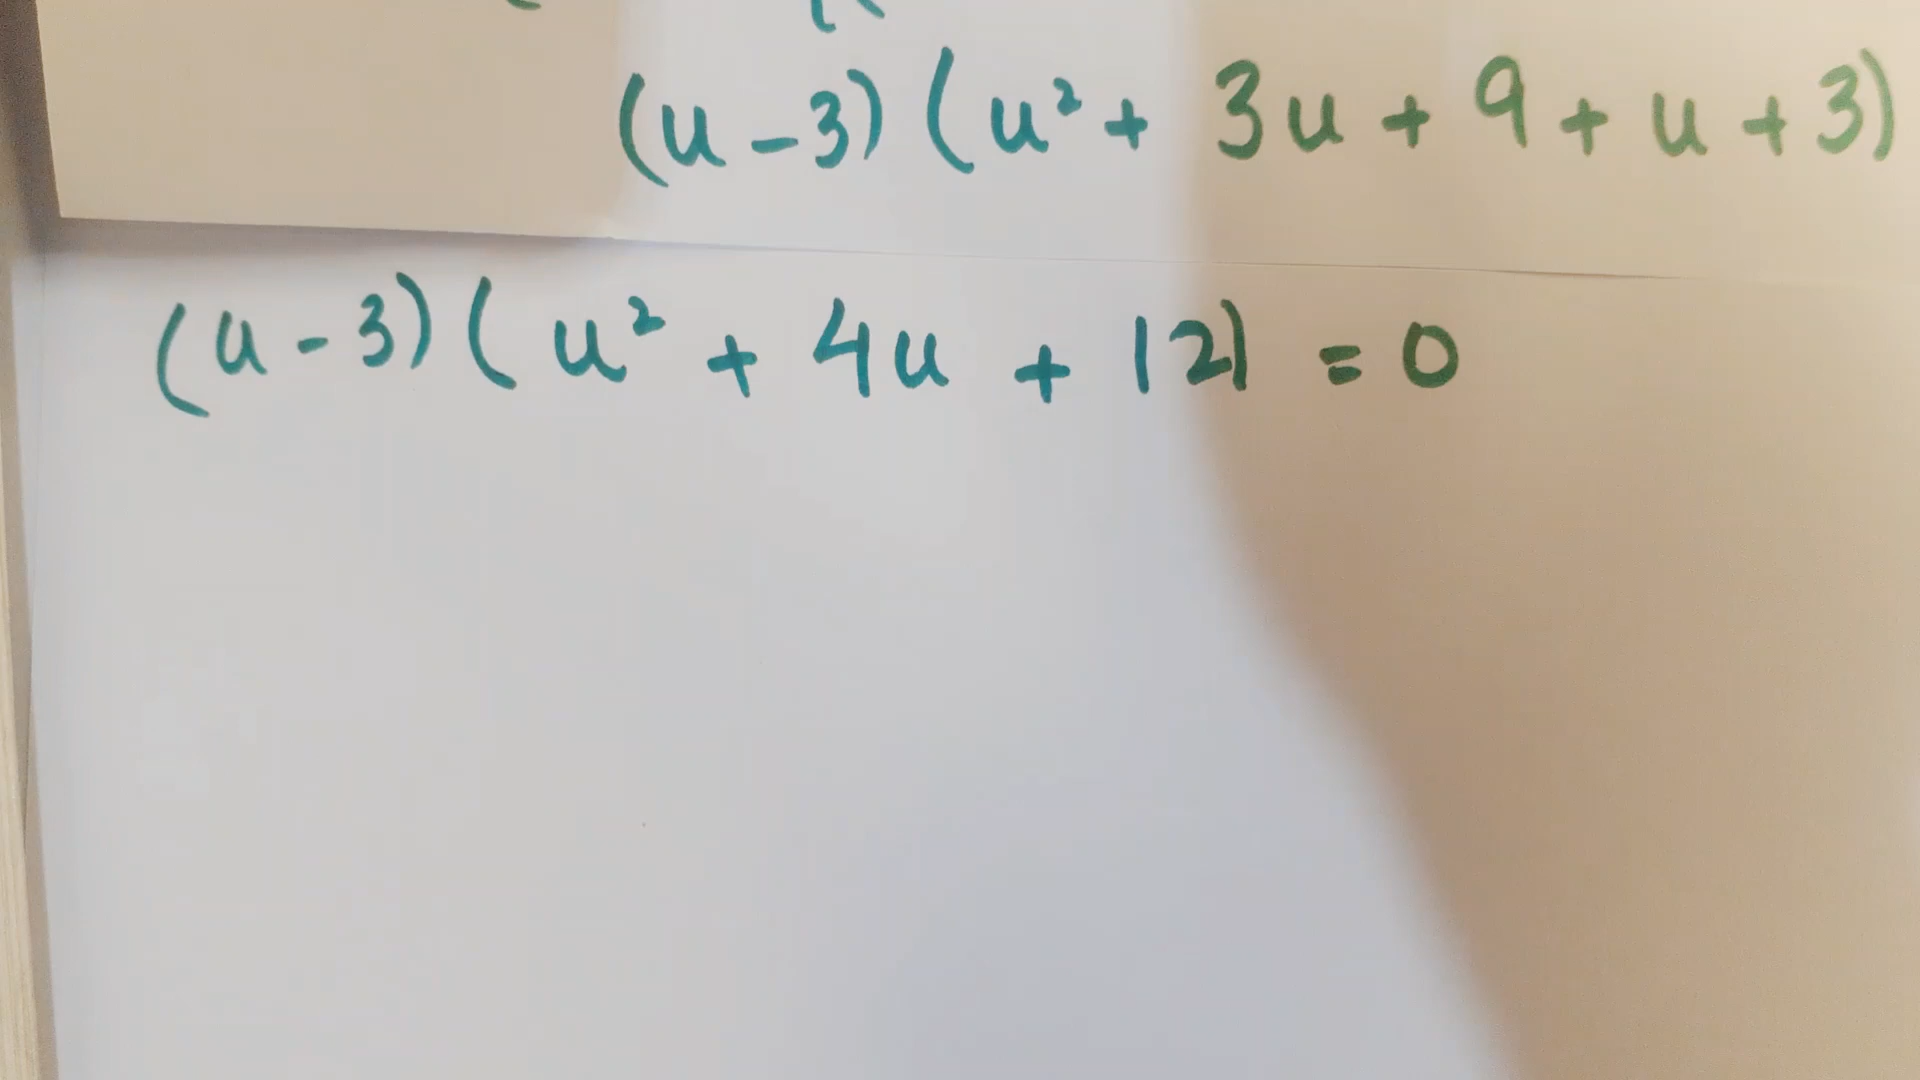 (u - 3) (u² + 3u + 9 + u + 3)
(u - 3) ( u² + 4u + 12) = 0